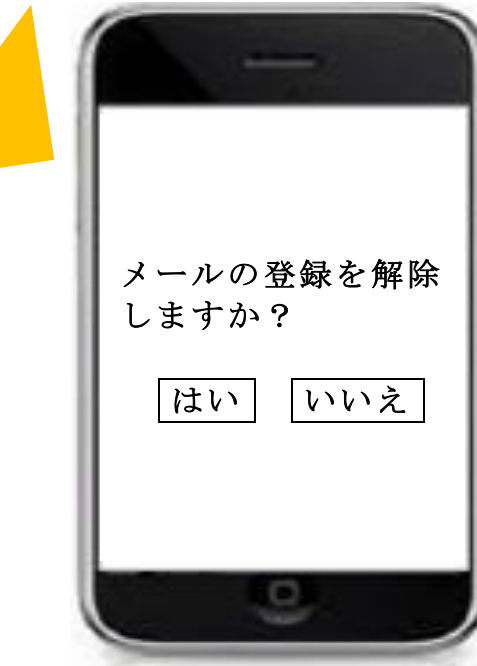 メールの登録を解除
しますか？
はい　いいえ